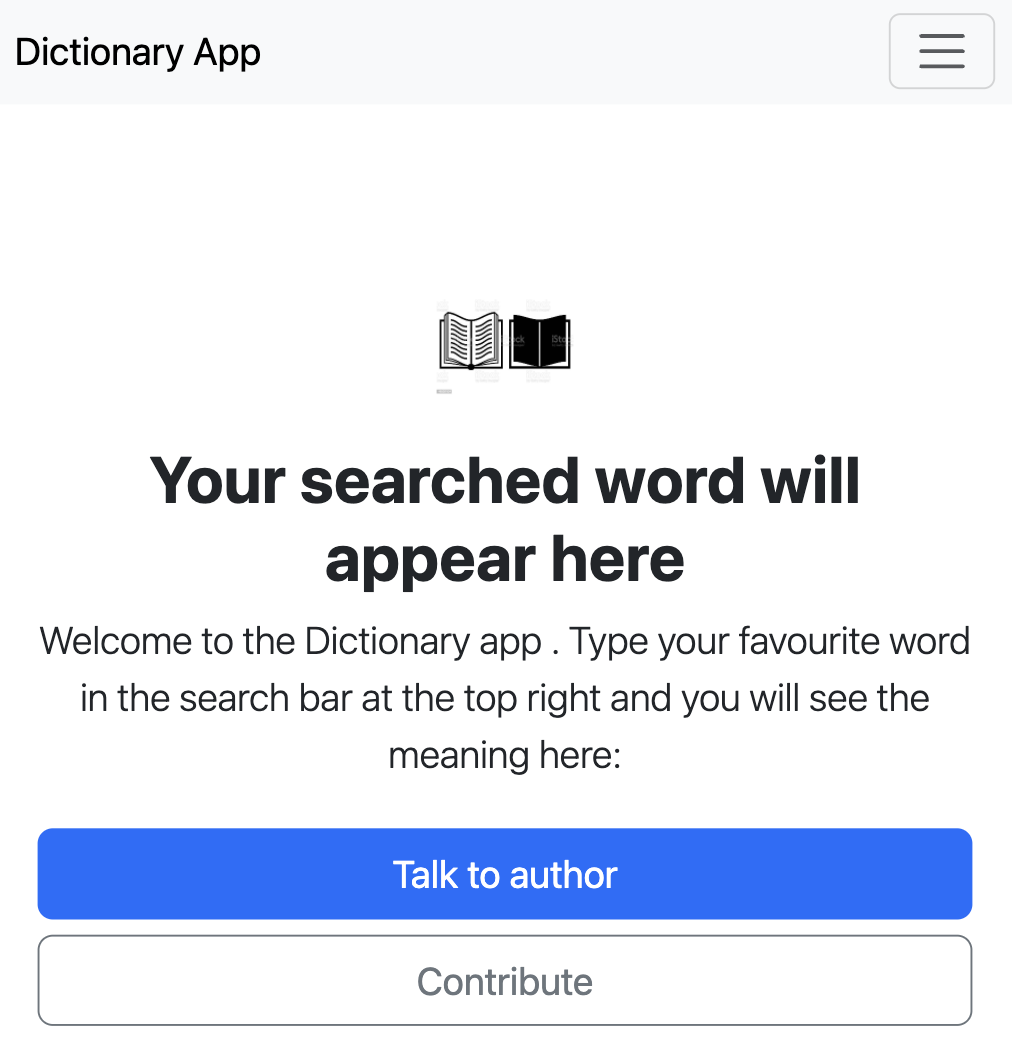 Dictionary App
Your searched word will
appear here
Welcome to the Dictionary app . Type your favourite word
in the search bar at the top right and you will see the
meaning here:
Talk to author
Contribute